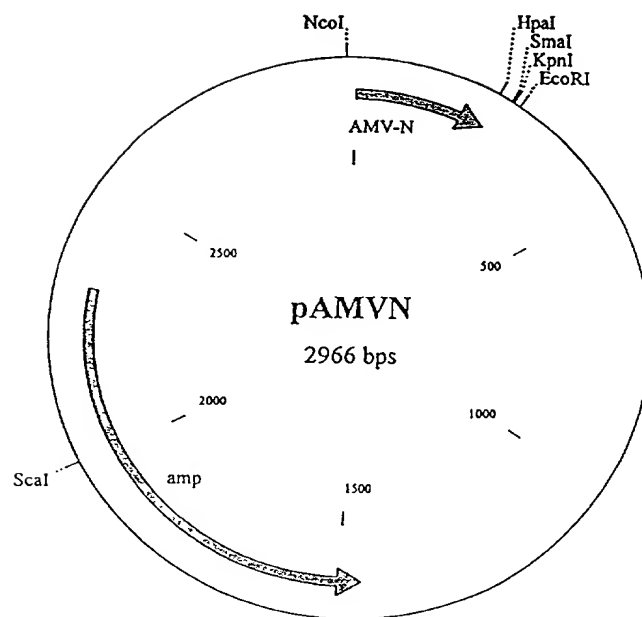 NcoI
HpaI
SmaI
KpnI
EcoRI
AMV-N
2500
500
pAMVN
2966 bps
2000
1000
ScaI
amp
1500